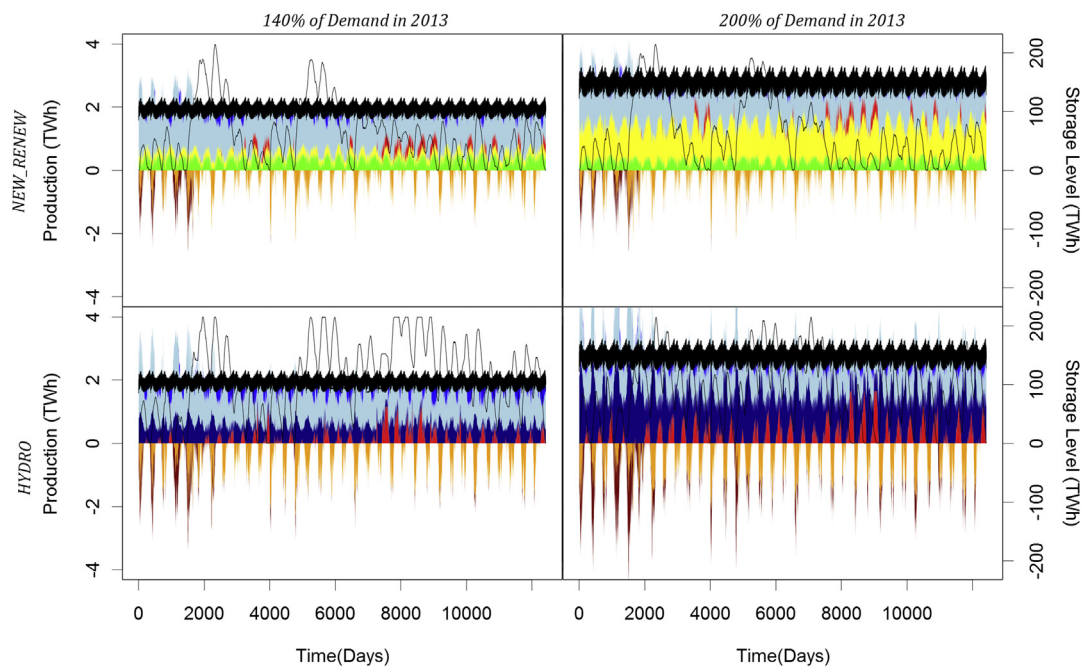 140% of Demand in 2013
200% of Demand in 2013
NEW_RENEW
Production (TWh)
4
2
0
-2
-4
200
100
0
-100
-200
Storage Level (TWh)
HYDRO
Production (TWh)
4
2
0
-2
-4
200
100
0
-100
-200
Storage Level (TWh)
0 2000 4000 6000 8000 10000
0 2000 4000 6000 8000 10000
Time(Days)
Time(Days)